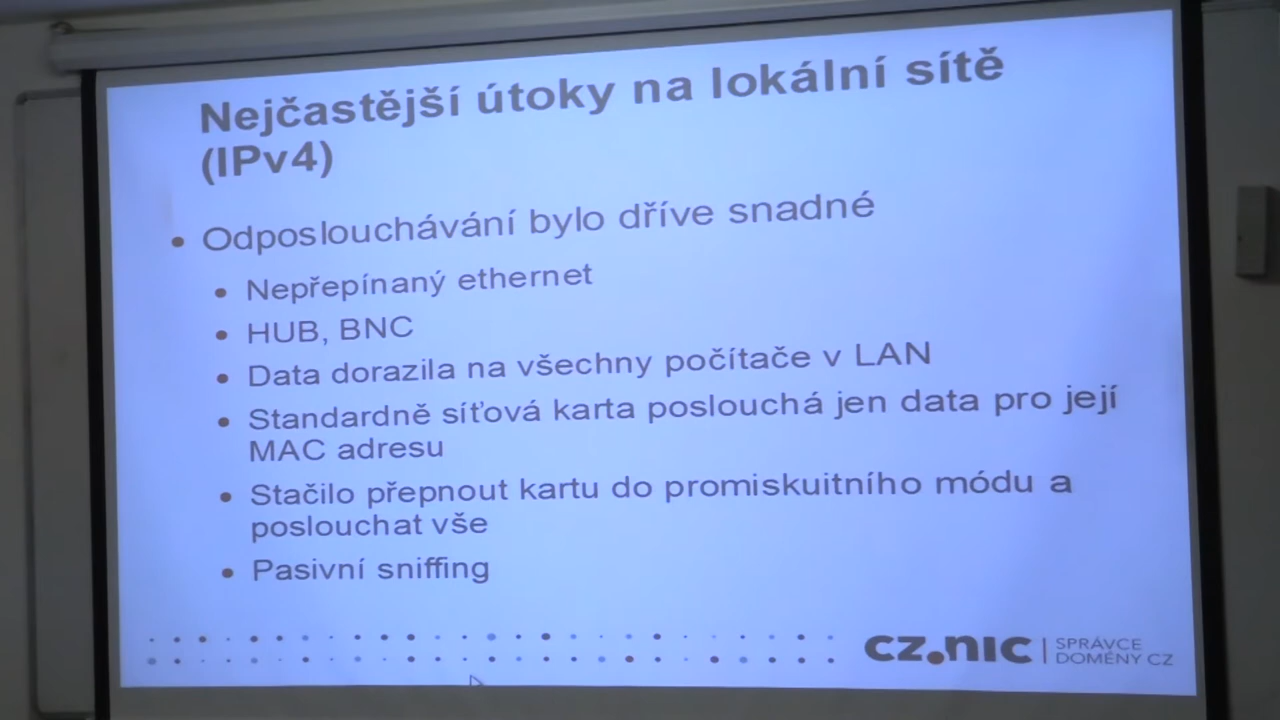 Nejčastější útoky na lokální sítě
(IPv4)
• Odposlouchávání bylo dříve snadné
• Nepřepínaný ethernet
• HUB, BNC
• Data dorazila na všechny počítače v LAN
• Standardně síťová karta poslouchá jen data pro její
MAC adresu
• Stačilo přepnout kartu do promiskuitního módu a
poslouchat vše
• Pasivní sniffing
cz.nic | SPRÁVCE
DOMÉNY CZ